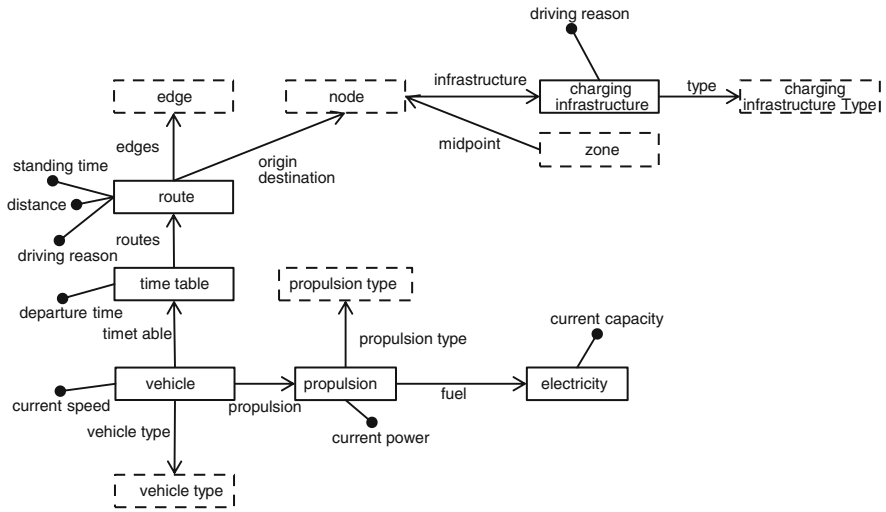 driving reason
edge
node
infrastructure
charging
infrastructure
type
charging
infrastructure Type
edges
origin
destination
midpoint
zone
standing time
distance
driving reason
route
routes
time table
departure time
timet able
propulsion type
propulsion type
current capacity
vehicle
current speed
propulsion
propulsion
fuel
electricity
vehicle type
current power
vehicle type